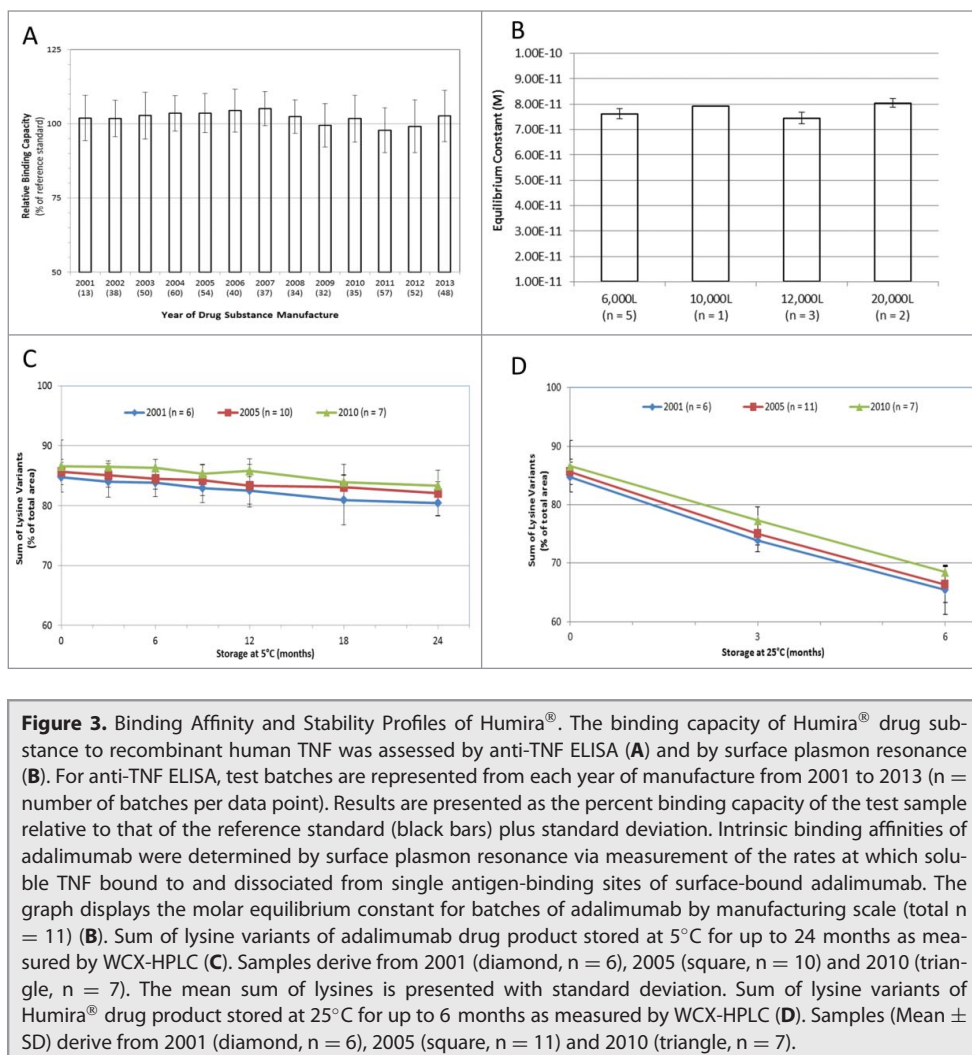 A
125
100
75
50
Relative Binding Capacity
(% of reference standard)
2001 2002 2003 2004 2005 2006 2007 2008 2009 2010 2011 2012 2013
(13) (38) (50) (60) (54) (40) (37) (34) (32) (35) (57) (52) (48)
Year of Drug Substance Manufacture
B
1.00E-10
9.00E-11
8.00E-11
7.00E-11
6.00E-11
5.00E-11
4.00E-11
3.00E-11
2.00E-11
1.00E-11
Equilibrium Constant (M)
6,000L 10,000L 12,000L 20,000L
(n = 5) (n = 1) (n = 3) (n = 2)
C
100
90
80
70
60
Sum of Lysine Variants
(% of total area)
2001 (n = 6) 2005 (n = 10) 2010 (n = 7)
0 6 12 18 24
Storage at 5°C (months)
D
100
90
80
70
60
Sum of Lysine Variants
(% of total area)
2001 (n = 6) 2005 (n = 11) 2010 (n = 7)
0 3 6
Storage at 25°C (months)
Figure 3. Binding Affinity and Stability Profiles of Humira®. The binding capacity of Humira® drug sub-
stance to recombinant human TNF was assessed by anti-TNF ELISA (A) and by surface plasmon resonance
(B). For anti-TNF ELISA, test batches are represented from each year of manufacture from 2001 to 2013 (n =
number of batches per data point). Results are presented as the percent binding capacity of the test sample
relative to that of the reference standard (black bars) plus standard deviation. Intrinsic binding affinities of
adalimumab were determined by surface plasmon resonance via measurement of the rates at which solu-
ble TNF bound to and dissociated from single antigen-binding sites of surface-bound adalimumab. The
graph displays the molar equilibrium constant for batches of adalimumab by manufacturing scale (total n
= 11) (B). Sum of lysine variants of adalimumab drug product stored at 5°C for up to 24 months as mea-
sured by WCX-HPLC (C). Samples derive from 2001 (diamond, n = 6), 2005 (square, n = 10) and 2010 (trian-
gle, n = 7). The mean sum of lysines is presented with standard deviation. Sum of lysine variants of
Humira® drug product stored at 25°C for up to 6 months as measured by WCX-HPLC (D). Samples (Mean ±
SD) derive from 2001 (diamond, n = 6), 2005 (square, n = 11) and 2010 (triangle, n = 7).